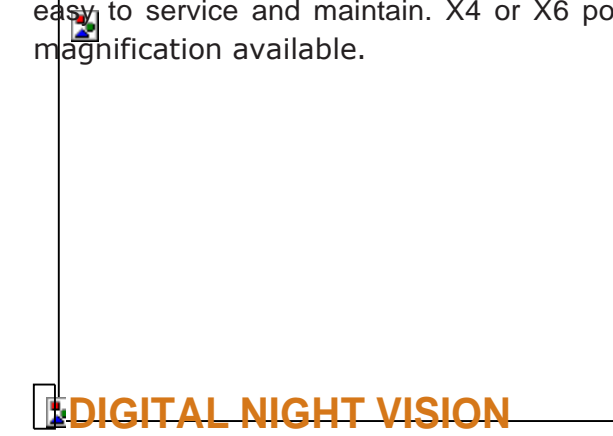 easy to service and maintain. X4 or X6 po
magnification available.
DIGITAL NIGHT VISION